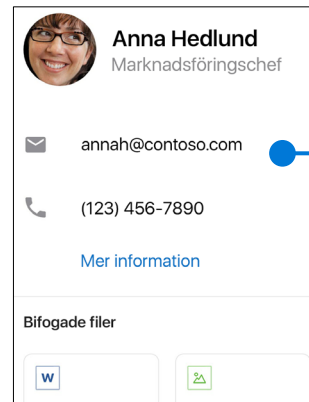 Anna Hedlund
Marknadsföringschef
annah@contoso.com
(123) 456-7890
Mer information
Bifogade filer
W